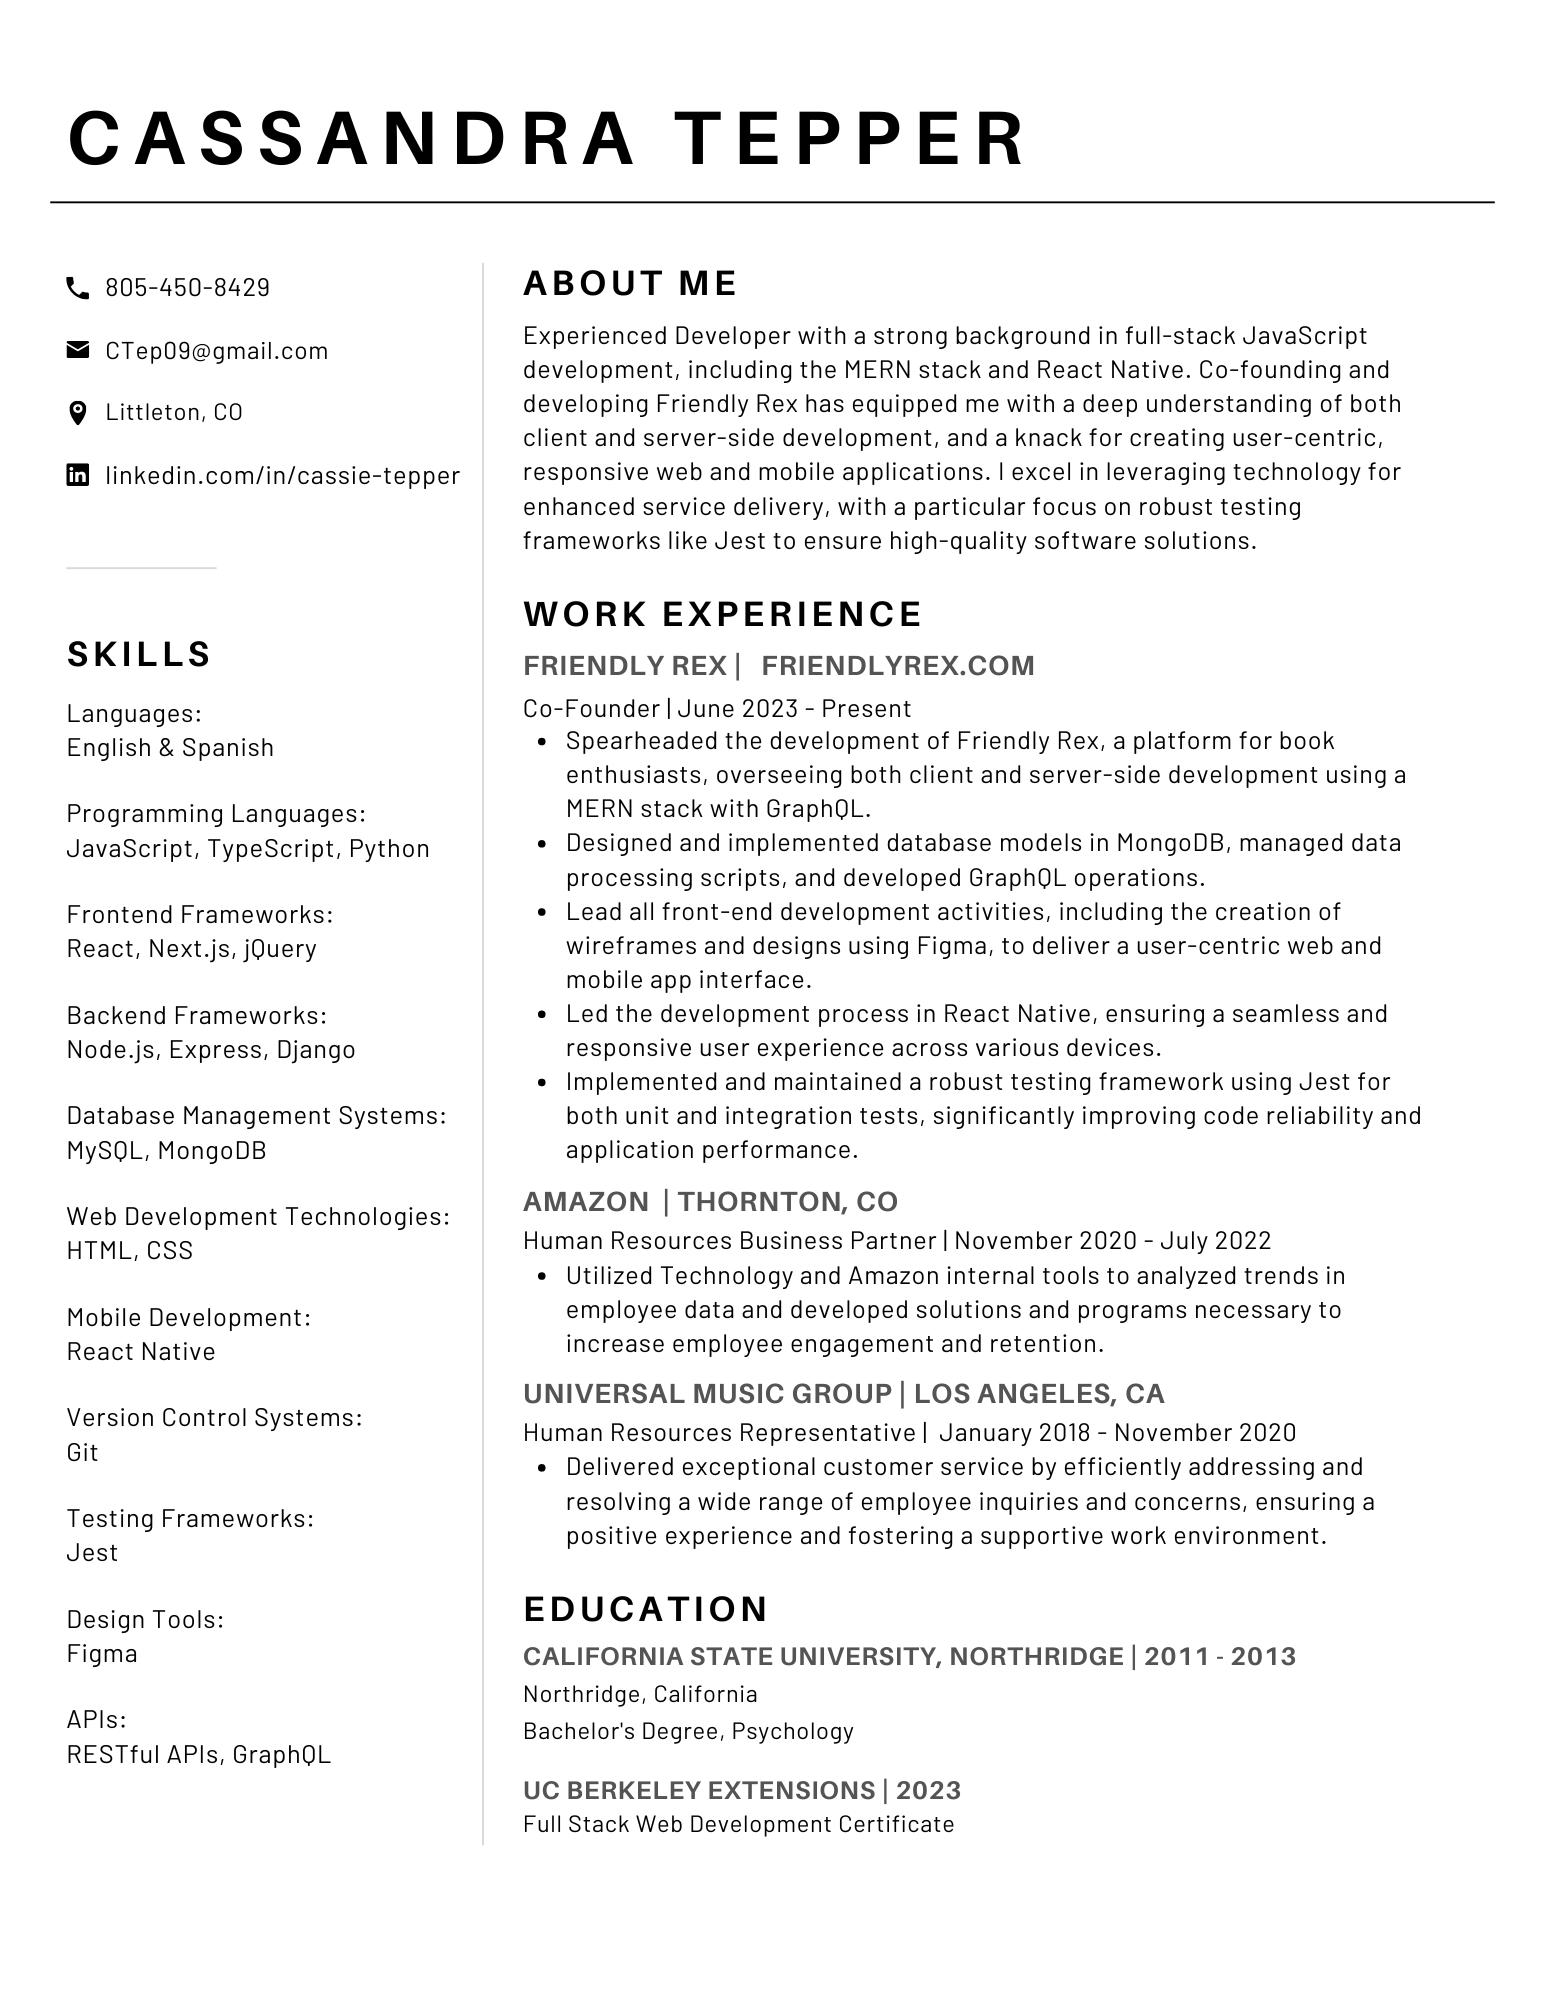 CASSANDRA TEPPER
805-450-8429
CTep09@gmail.com
Littleton, CO
linkedin.com/in/cassie-tepper
SKILLS
Languages:
English & Spanish
Programming Languages:
JavaScript, TypeScript, Python
Frontend Frameworks:
React, Next.js, jQuery
Backend Frameworks:
Node.js, Express, Django
Database Management Systems:
MySQL, MongoDB
Web Development Technologies:
HTML, CSS
Mobile Development:
React Native
Version Control Systems:
Git
Testing Frameworks:
Jest
Design Tools:
Figma
APIs:
RESTful APIs, GraphQL
ABOUT ME
Experienced Developer with a strong background in full-stack JavaScript
development, including the MERN stack and React Native. Co-founding and
developing Friendly Rex has equipped me with a deep understanding of both
client and server-side development, and a knack for creating user-centric,
responsive web and mobile applications. I excel in leveraging technology for
enhanced service delivery, with a particular focus on robust testing
frameworks like Jest to ensure high-quality software solutions.
WORK EXPERIENCE
FRIENDLY REX | FRIENDLYREX.COM
Co-Founder | June 2023 - Present
• Spearheaded the development of Friendly Rex, a platform for book
enthusiasts, overseeing both client and server-side development using a
MERN stack with GraphQL.
• Designed and implemented database models in MongoDB, managed data
processing scripts, and developed GraphQL operations.
• Lead all front-end development activities, including the creation of
wireframes and designs using Figma, to deliver a user-centric web and
mobile app interface.
• Led the development process in React Native, ensuring a seamless and
responsive user experience across various devices.
• Implemented and maintained a robust testing framework using Jest for
both unit and integration tests, significantly improving code reliability and
application performance.
AMAZON | THORNTON, CO
Human Resources Business Partner | November 2020 - July 2022
• Utilized Technology and Amazon internal tools to analyzed trends in
employee data and developed solutions and programs necessary to
increase employee engagement and retention.
UNIVERSAL MUSIC GROUP | LOS ANGELES, CA
Human Resources Representative | January 2018 - November 2020
• Delivered exceptional customer service by efficiently addressing and
resolving a wide range of employee inquiries and concerns, ensuring a
positive experience and fostering a supportive work environment.
EDUCATION
CALIFORNIA STATE UNIVERSITY, NORTHRIDGE | 2011 - 2013
Northridge, California
Bachelor's Degree, Psychology
UC BERKELEY EXTENSIONS | 2023
Full Stack Web Development Certificate